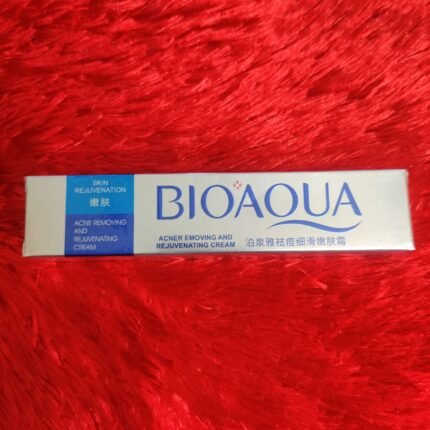 SKIN
REJUVENATION
嫩肤
ACNE REMOVING
AND
REJUVENATING
CREAM
BIOAQUA
ACNER EMOVING AND
REJUVENATING CREAM
泊泉雅祛痘细滑嫩肤霜